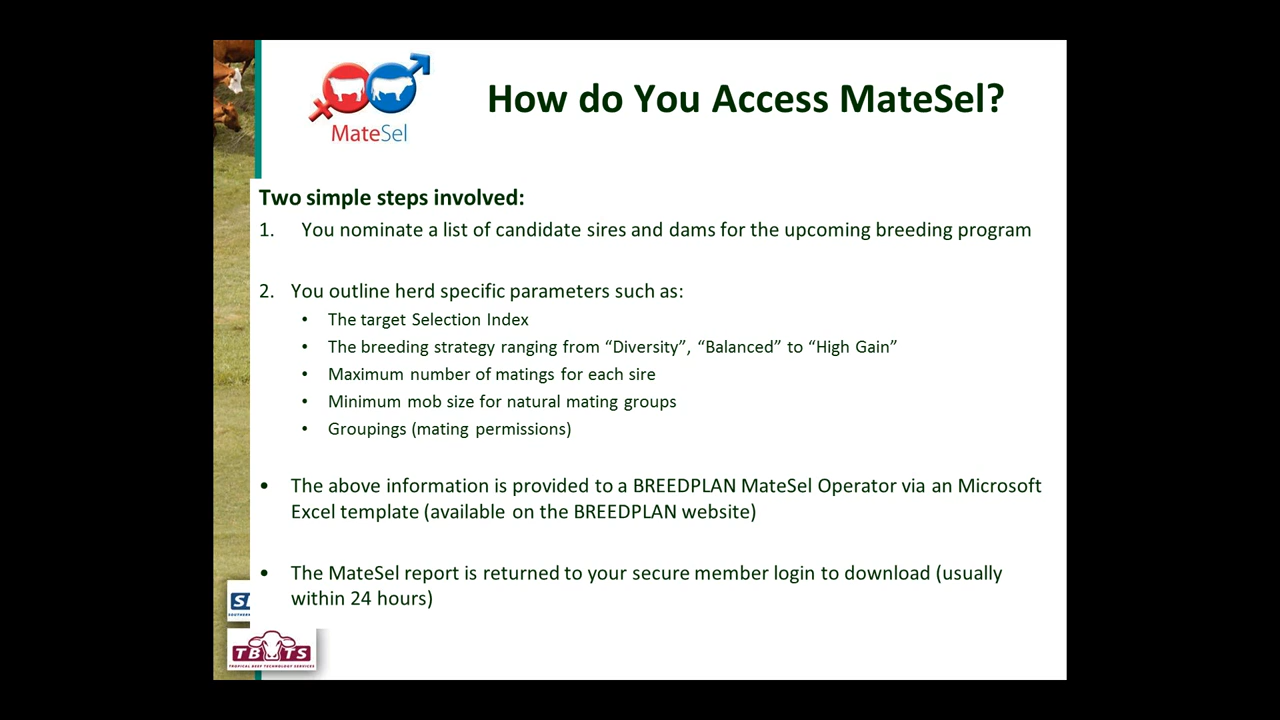 MateSel
How do You Access MateSel?
Two simple steps involved:
1. You nominate a list of candidate sires and dams for the upcoming breeding program
2. You outline herd specific parameters such as:
• The target Selection Index
• The breeding strategy ranging from “Diversity”, “Balanced” to “High Gain”
• Maximum number of matings for each sire
• Minimum mob size for natural mating groups
• Groupings (mating permissions)
• The above information is provided to a BREEDPLAN MateSel Operator via an Microsoft
Excel template (available on the BREEDPLAN website)
• The MateSel report is returned to your secure member login to download (usually
within 24 hours)
TBTS
TROPICAL BEEF TECHNOLOGY SERVICES